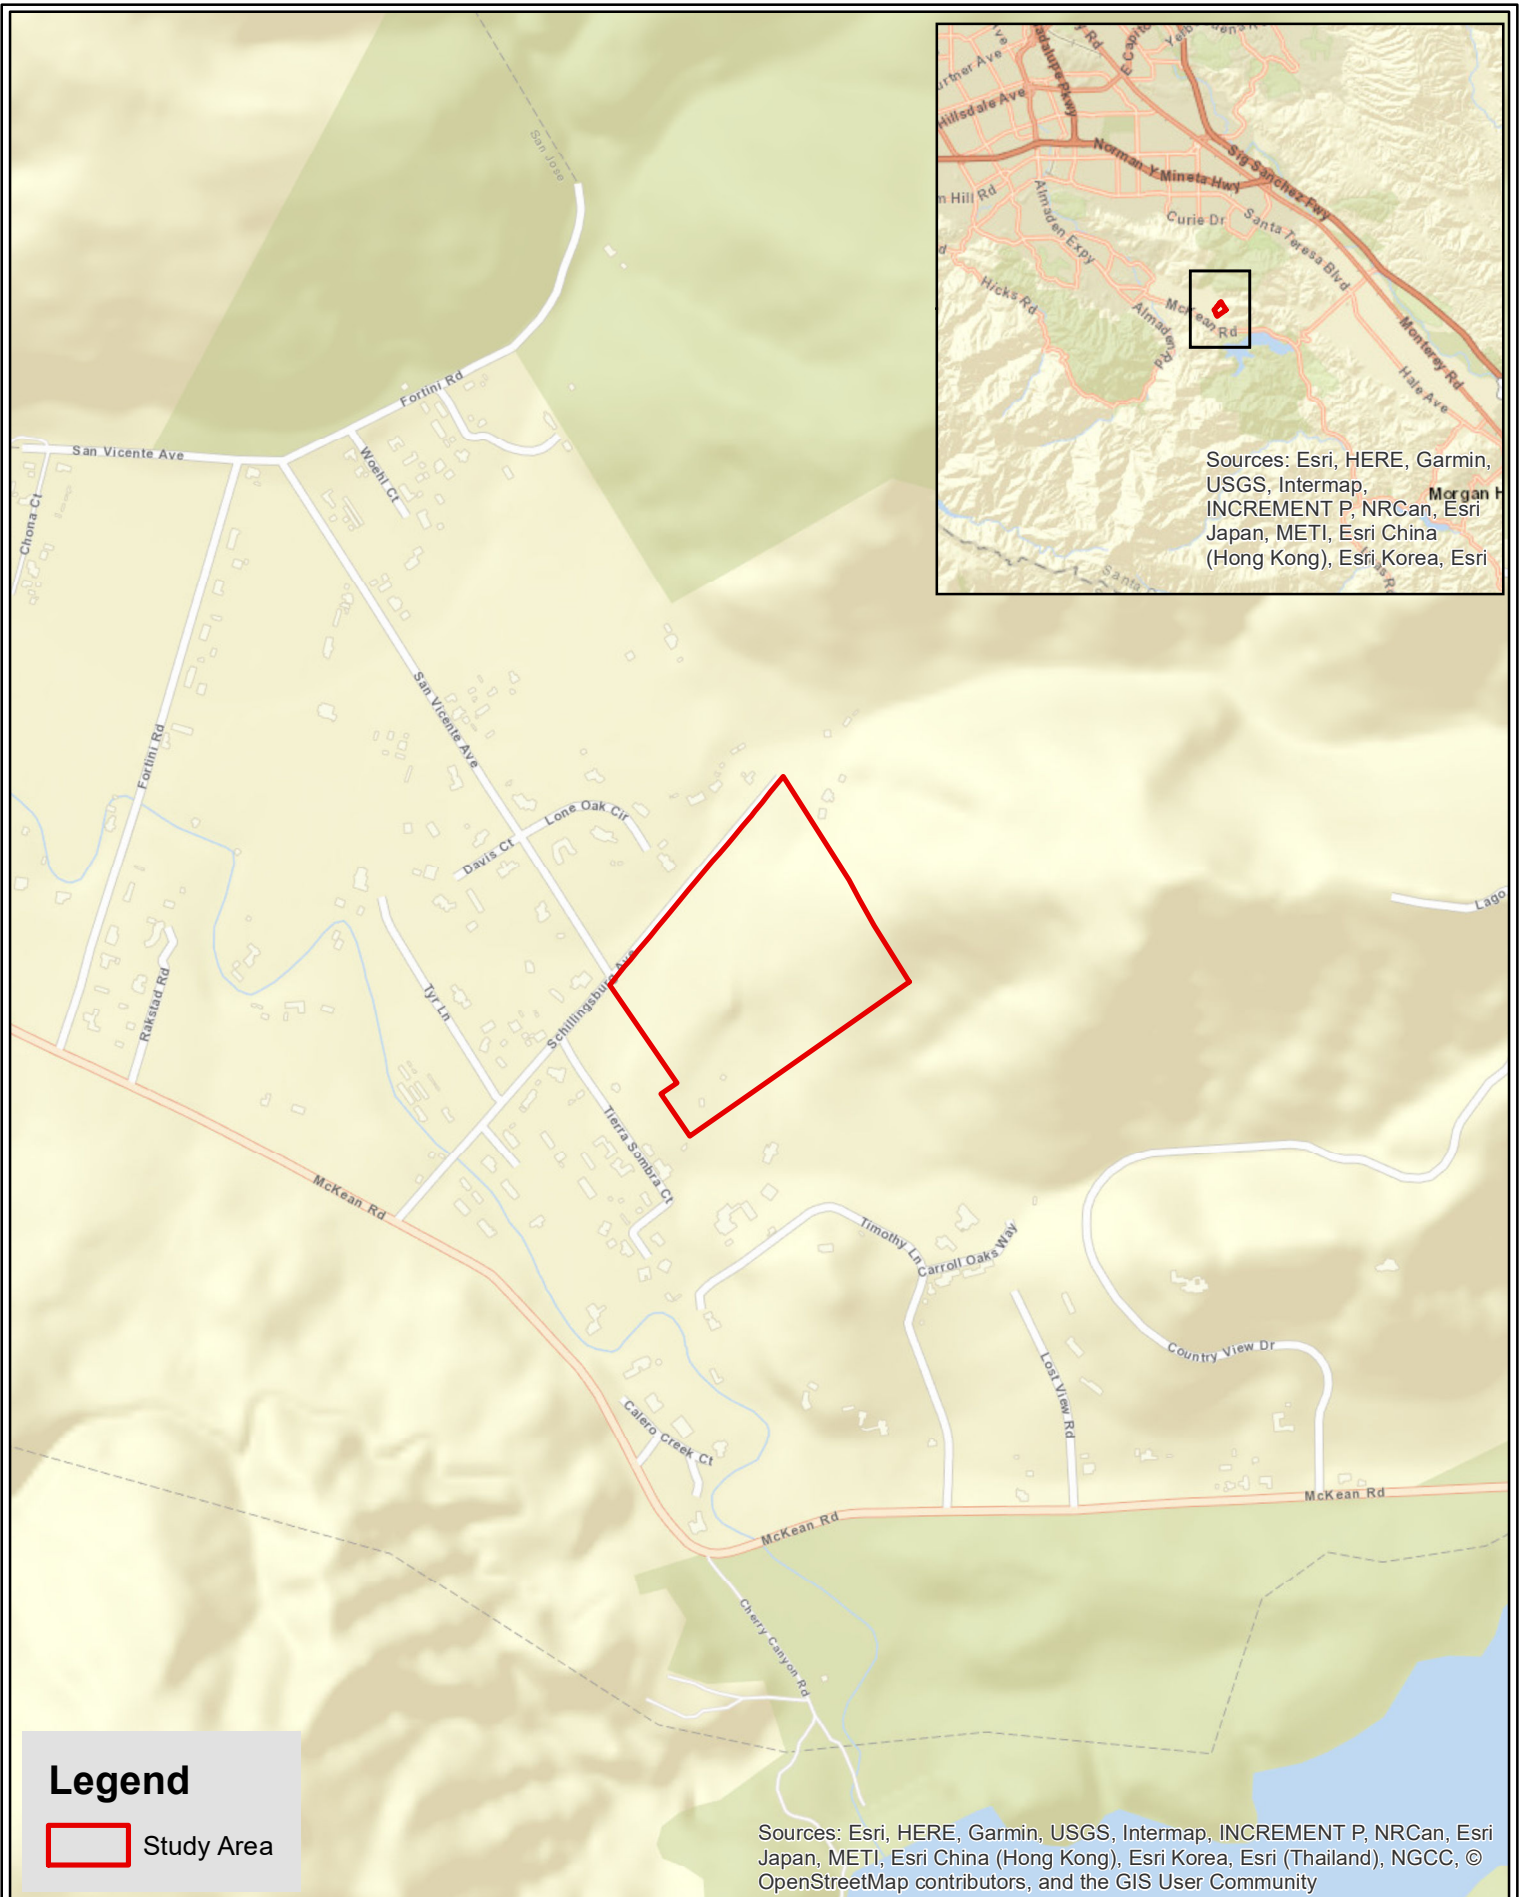 San Jose
Fortini Rd
San Vicente Ave
Woehl Ct
Chona Ct
San Vicente Ave
Fortini Rd
Lone Oak Cir
Davis Ct
Rakstad Rd
Tyr Ln
Schillingsburg Ave
Lago
Tierra Sombra Ct
McKean Rd
Timothy Ln
Carroll Oaks Way
Country View Dr
Lost View Rd
Calero Creek Ct
McKean Rd
McKean Rd
Cherry Canyon Rd
Hillsdale Ave
Norman Y Mineta Hwy
Sig Sanchez Fwy
Hill Rd
Almaden Expy
Curie Dr
Santa Teresa Blvd
Hicks Rd
McKean Rd
Almaden Rd
Monterey Rd
Hale Ave
Morgan H
Sources: Esri, HERE, Garmin,
USGS, Intermap,
INCREMENT P, NRCan, Esri
Japan, METI, Esri China
(Hong Kong), Esri Korea, Esri
Legend
Study Area
Sources: Esri, HERE, Garmin, USGS, Intermap, INCREMENT P, NRCan, Esri
Japan, METI, Esri China (Hong Kong), Esri Korea, Esri (Thailand), NGCC, ©
OpenStreetMap contributors, and the GIS User Community